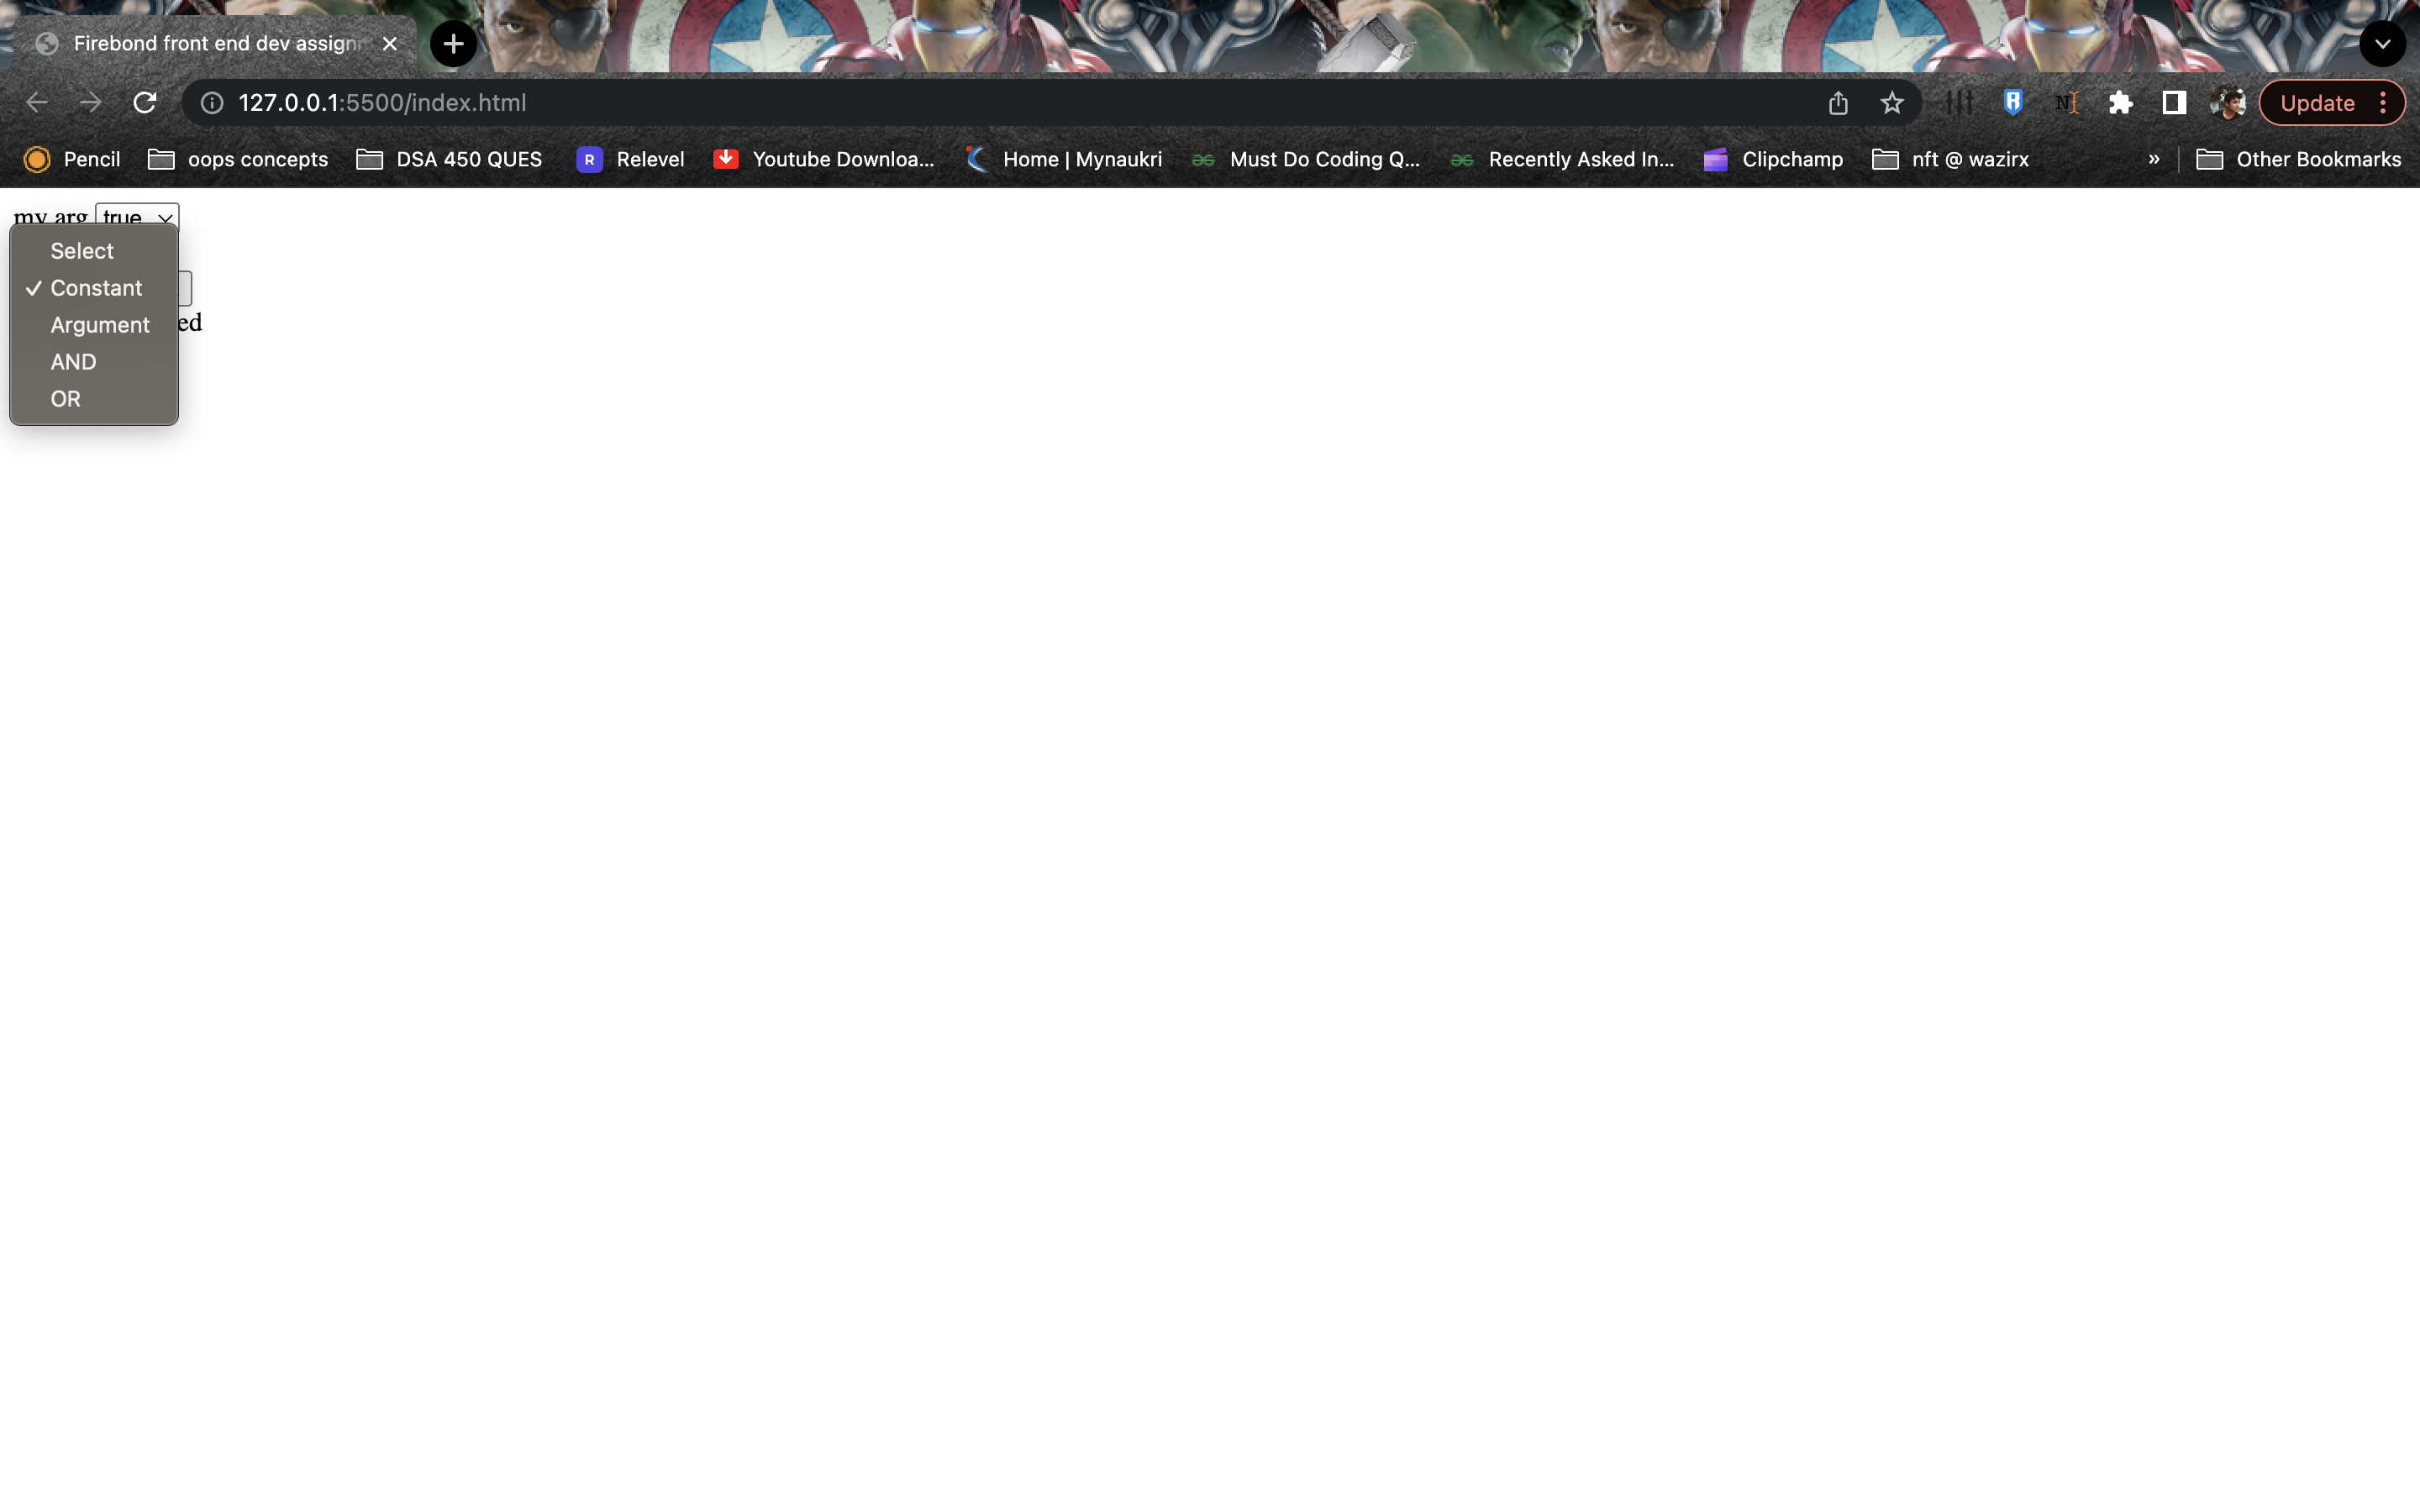 Firebond front end dev assign
127.0.0.1:5500/index.html
Update
Pencil oops concepts DSA 450 QUES R Relevel Youtube Downloa... Home | Mynaukri Must Do Coding Q... Recently Asked In... Clipchamp nft @ wazirx » Other Bookmarks
my arg true
Select
✓ Constant
Argument ed
AND
OR